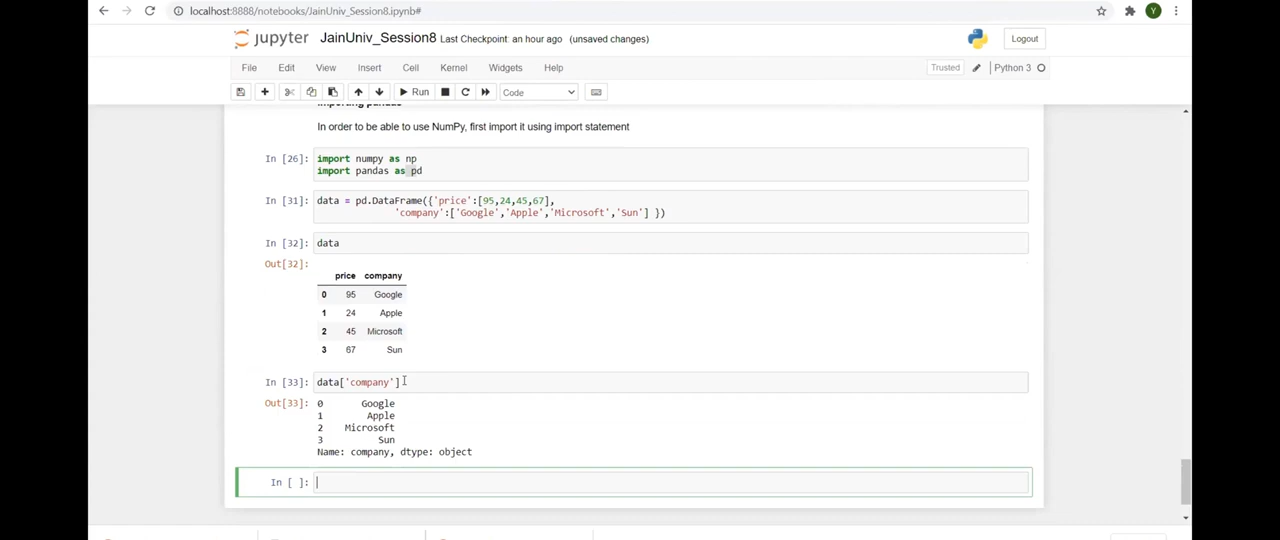 localhost:8888/notebooks/JainUniv_Session8.ipynb#
Y
jupyter JainUniv_Session8 Last Checkpoint: an hour ago (unsaved changes)
Logout
File Edit View Insert Cell Kernel Widgets Help
Trusted Python 3
Run Code
Importing pandas
In order to be able to use NumPy, first import it using import statement
In [26]: import numpy as np
import pandas as pd
In [31]: data = pd.DataFrame({'price':[95,24,45,67],
'company':['Google','Apple','Microsoft','Sun'] })
In [32]: data
Out[32]:
price company
0 95 Google
1 24 Apple
2 45 Microsoft
3 67 Sun
In [33]: data['company']
Out[33]: 0 Google
1 Apple
2 Microsoft
3 Sun
Name: company, dtype: object
In [ ]: